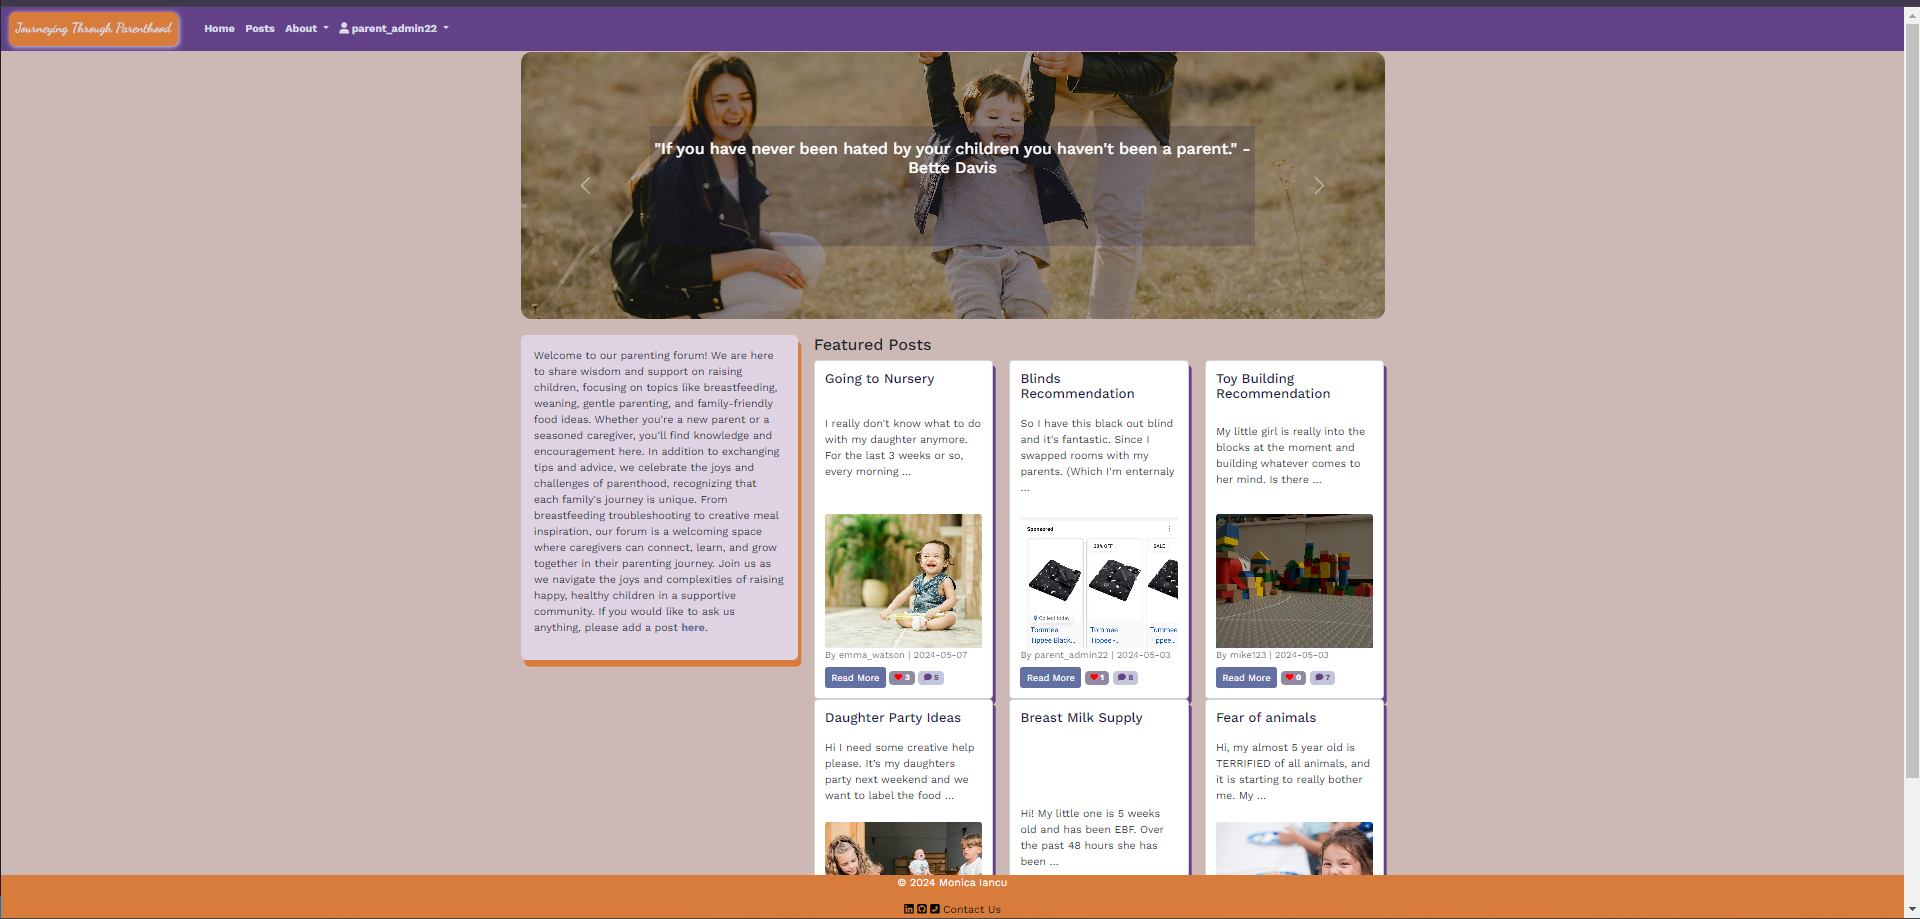 Journeying Through Parenthood
Home Posts About parent_admin22
"If you have never been hated by your children you haven't been a parent." -
Bette Davis
Welcome to our parenting forum! We are here
to share wisdom and support on raising
children, focusing on topics like breastfeeding,
weaning, gentle parenting, and family-friendly
food ideas. Whether you're a new parent or a
seasoned caregiver, you'll find knowledge and
encouragement here. In addition to exchanging
tips and advice, we celebrate the joys and
challenges of parenthood, recognizing that
each family's journey is unique. From
breastfeeding troubleshooting to creative meal
inspiration, our forum is a welcoming space
where caregivers can connect, learn, and grow
together in their parenting journey. Join us as
we navigate the joys and complexities of raising
happy, healthy children in a supportive
community. If you would like to ask us
anything, please add a post here.
Featured Posts
Going to Nursery
I really don't know what to do
with my daughter anymore.
For the last 3 weeks or so,
every morning ...
By emma_watson | 2024-05-07
Read More 3 5
Blinds
Recommendation
So I have this black out blind
and it's fantastic. Since I
swapped rooms with my
parents. (Which I'm enternaly
...
Sponsored
33% OFF SALE
Collect today
Tommee Tommee Tomme
Tippee Black... Tippee -... Tippee...
By parent_admin22 | 2024-05-03
Read More 1 8
Toy Building
Recommendation
My little girl is really into the
blocks at the moment and
building whatever comes to
her mind. Is there ...
By mike123 | 2024-05-03
Read More 0 7
Daughter Party Ideas
Hi I need some creative help
please. It's my daughters
party next weekend and we
want to label the food ...
Breast Milk Supply
Hi! My little one is 5 weeks
old and has been EBF. Over
the past 48 hours she has
been ...
Fear of animals
Hi, my almost 5 year old is
TERRIFIED of all animals, and
it is starting to really bother
me. My ...
© 2024 Monica Iancu
Contact Us